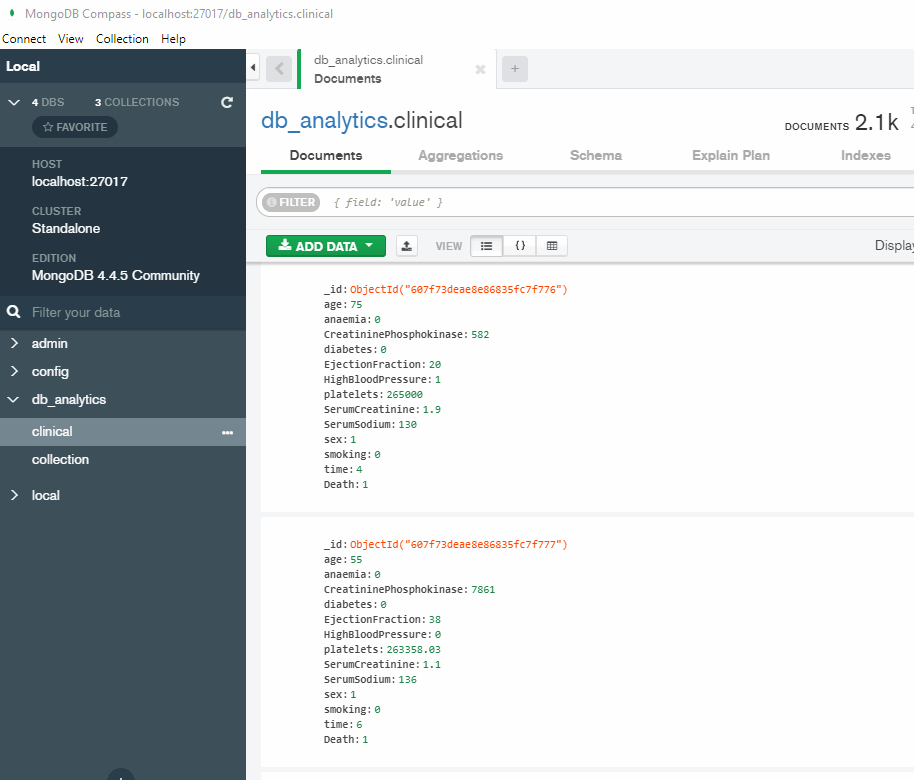 MongoDB Compass - localhost:27017/db_analytics.clinical
Connect View Collection Help
Local
4 DBS 3 COLLECTIONS
FAVORITE
HOST
localhost:27017
CLUSTER
Standalone
EDITION
MongoDB 4.4.5 Community
Filter your data
admin
config
db_analytics
clinical
collection
local
db_analytics.clinical
Documents
db_analytics.clinical
DOCUMENTS 2.1k
Documents Aggregations Schema Explain Plan Indexes
FILTER { field: 'value' }
ADD DATA VIEW {} Display
_id: ObjectId("607f73deae8e86835fc7f776")
age: 75
anaemia: 0
CreatininePhosphokinase: 582
diabetes: 0
EjectionFraction: 20
HighBloodPressure: 1
platelets: 265000
SerumCreatinine: 1.9
SerumSodium: 130
sex: 1
smoking: 0
time: 4
Death: 1
_id: ObjectId("607f73deae8e86835fc7f777")
age: 55
anaemia: 0
CreatininePhosphokinase: 7861
diabetes: 0
EjectionFraction: 38
HighBloodPressure: 0
platelets: 263358.03
SerumCreatinine: 1.1
SerumSodium: 136
sex: 1
smoking: 0
time: 6
Death: 1